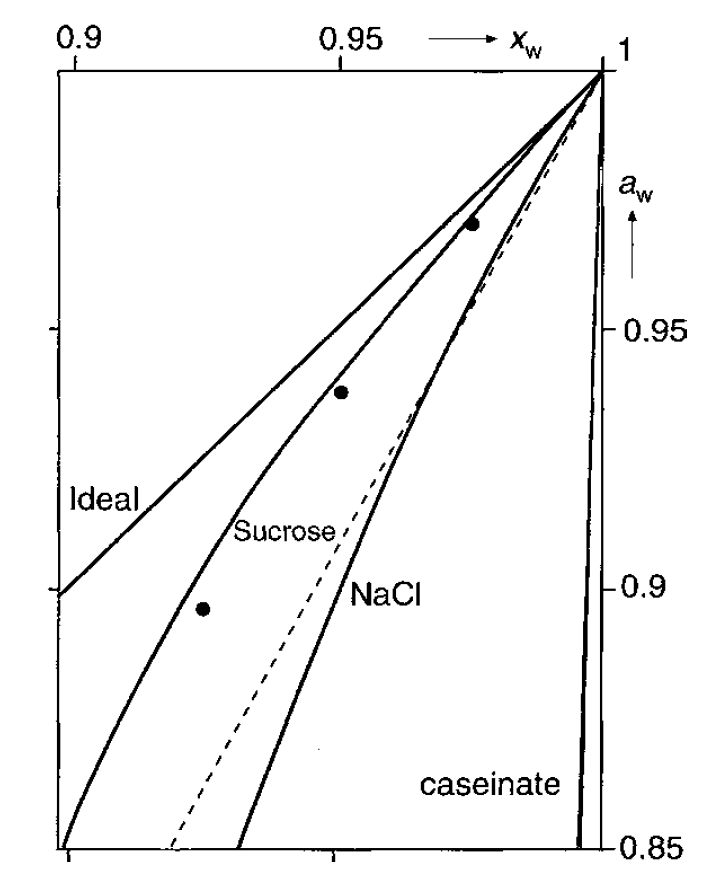 0.9 0.95 x_w 1
a_w
0.95
Ideal
Sucrose
NaCl
0.9
caseinate
0.85